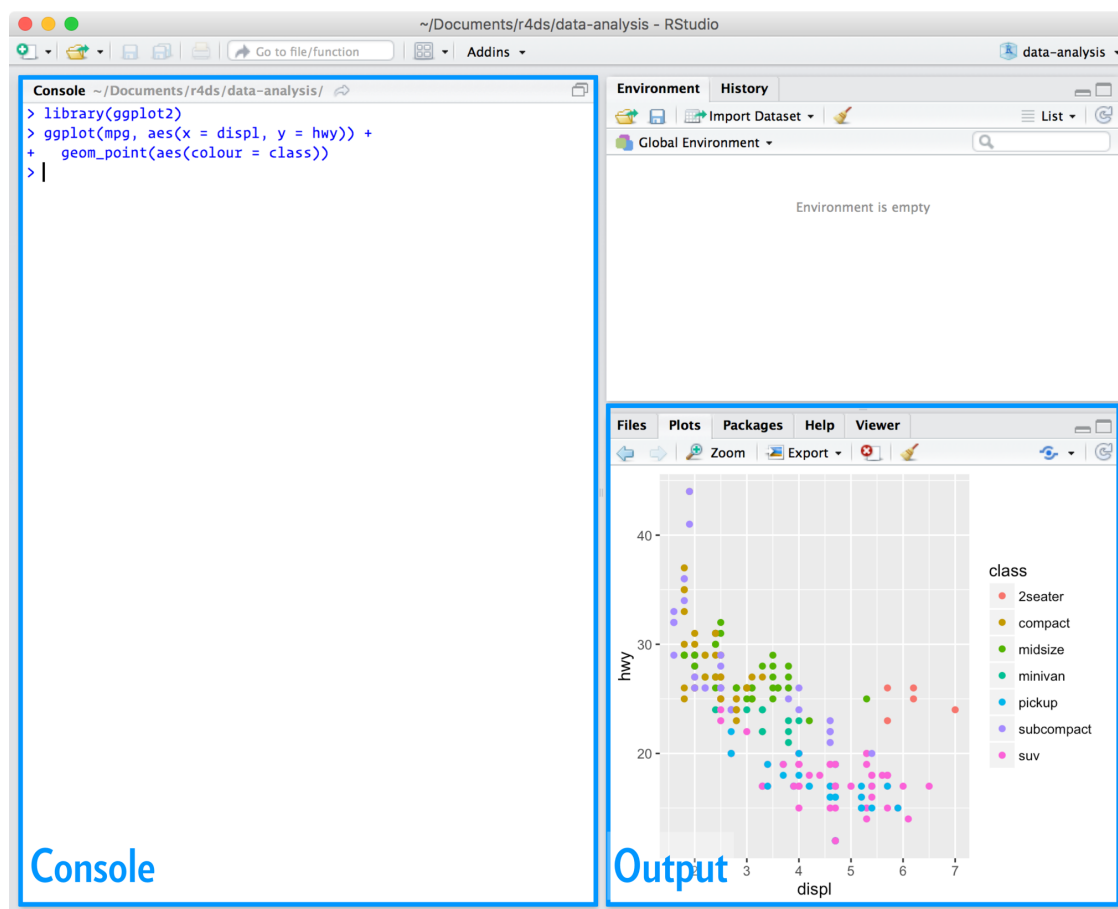 ~/Documents/r4ds/data-analysis - RStudio
Go to file/function Addins data-analysis
Console ~/Documents/r4ds/data-analysis/
> library(ggplot2)
> ggplot(mpg, aes(x = displ, y = hwy)) +
+   geom_point(aes(colour = class))
>
Console
Environment History
Import Dataset List
Global Environment
Environment is empty
Files Plots Packages Help Viewer
Zoom Export
40
30
20
hwy
2 3 4 5 6 7
displ
class
2seater
compact
midsize
minivan
pickup
subcompact
suv
Output